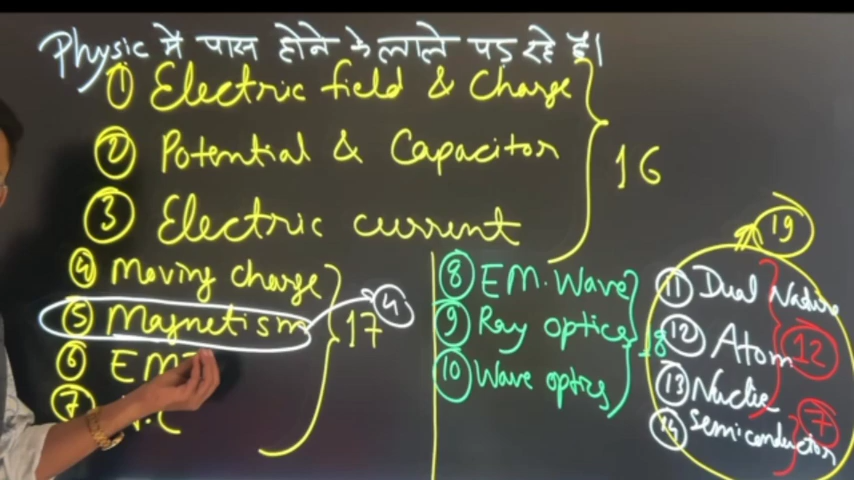 Physic में पास होने के लाले पड़ रहे हैं।
① Electric field & Charge
② Potential & Capacitor
③ Electric current
16
④ Moving charge
⑤ Magnetism
④
17
⑥
⑦
⑧ EM. Wave
⑨ Ray optics
⑩ Wave optics
18
19
⑪ Dual Nature
⑫ Atom
⑬ Nuclie
12
⑭ Semiconductor
7